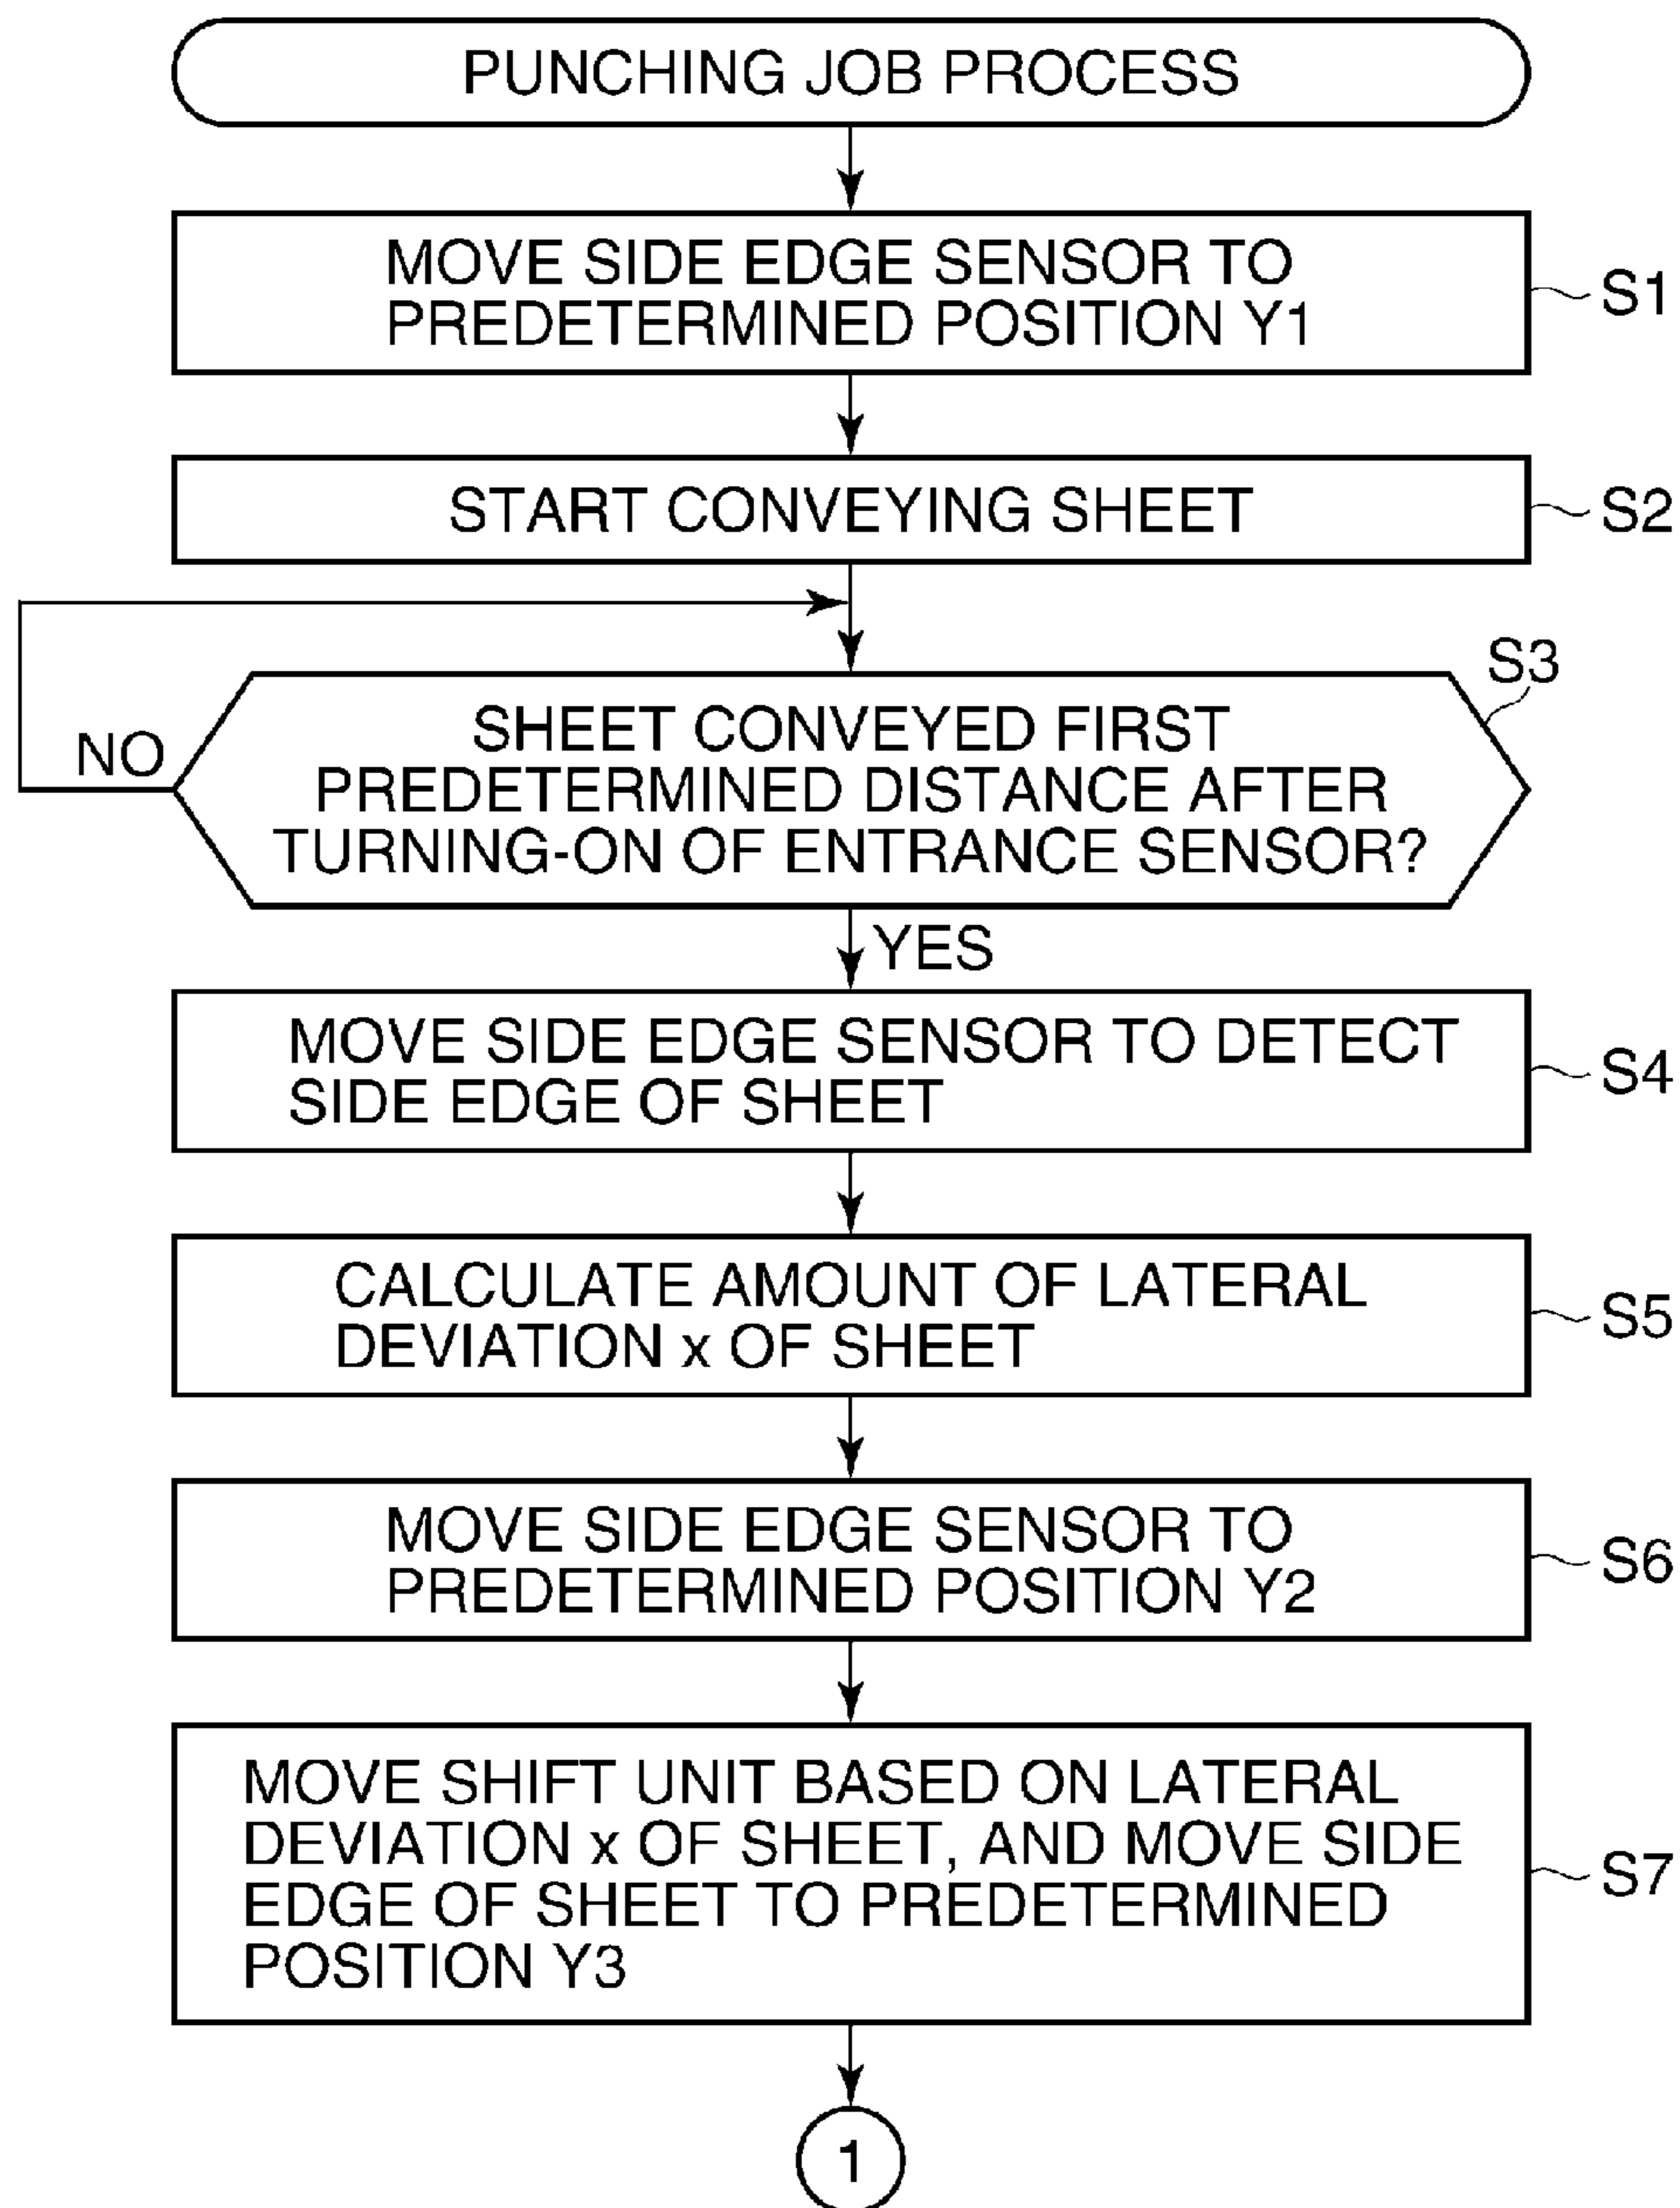 PUNCHING JOB PROCESS
MOVE SIDE EDGE SENSOR TO
PREDETERMINED POSITION Y1
S1
START CONVEYING SHEET
S2
S3
SHEET CONVEYED FIRST
PREDETERMINED DISTANCE AFTER
TURNING-ON OF ENTRANCE SENSOR?
NO
YES
MOVE SIDE EDGE SENSOR TO DETECT
SIDE EDGE OF SHEET
S4
CALCULATE AMOUNT OF LATERAL
DEVIATION x OF SHEET
S5
MOVE SIDE EDGE SENSOR TO
PREDETERMINED POSITION Y2
S6
MOVE SHIFT UNIT BASED ON LATERAL
DEVIATION x OF SHEET, AND MOVE SIDE
EDGE OF SHEET TO PREDETERMINED
POSITION Y3
S7
1